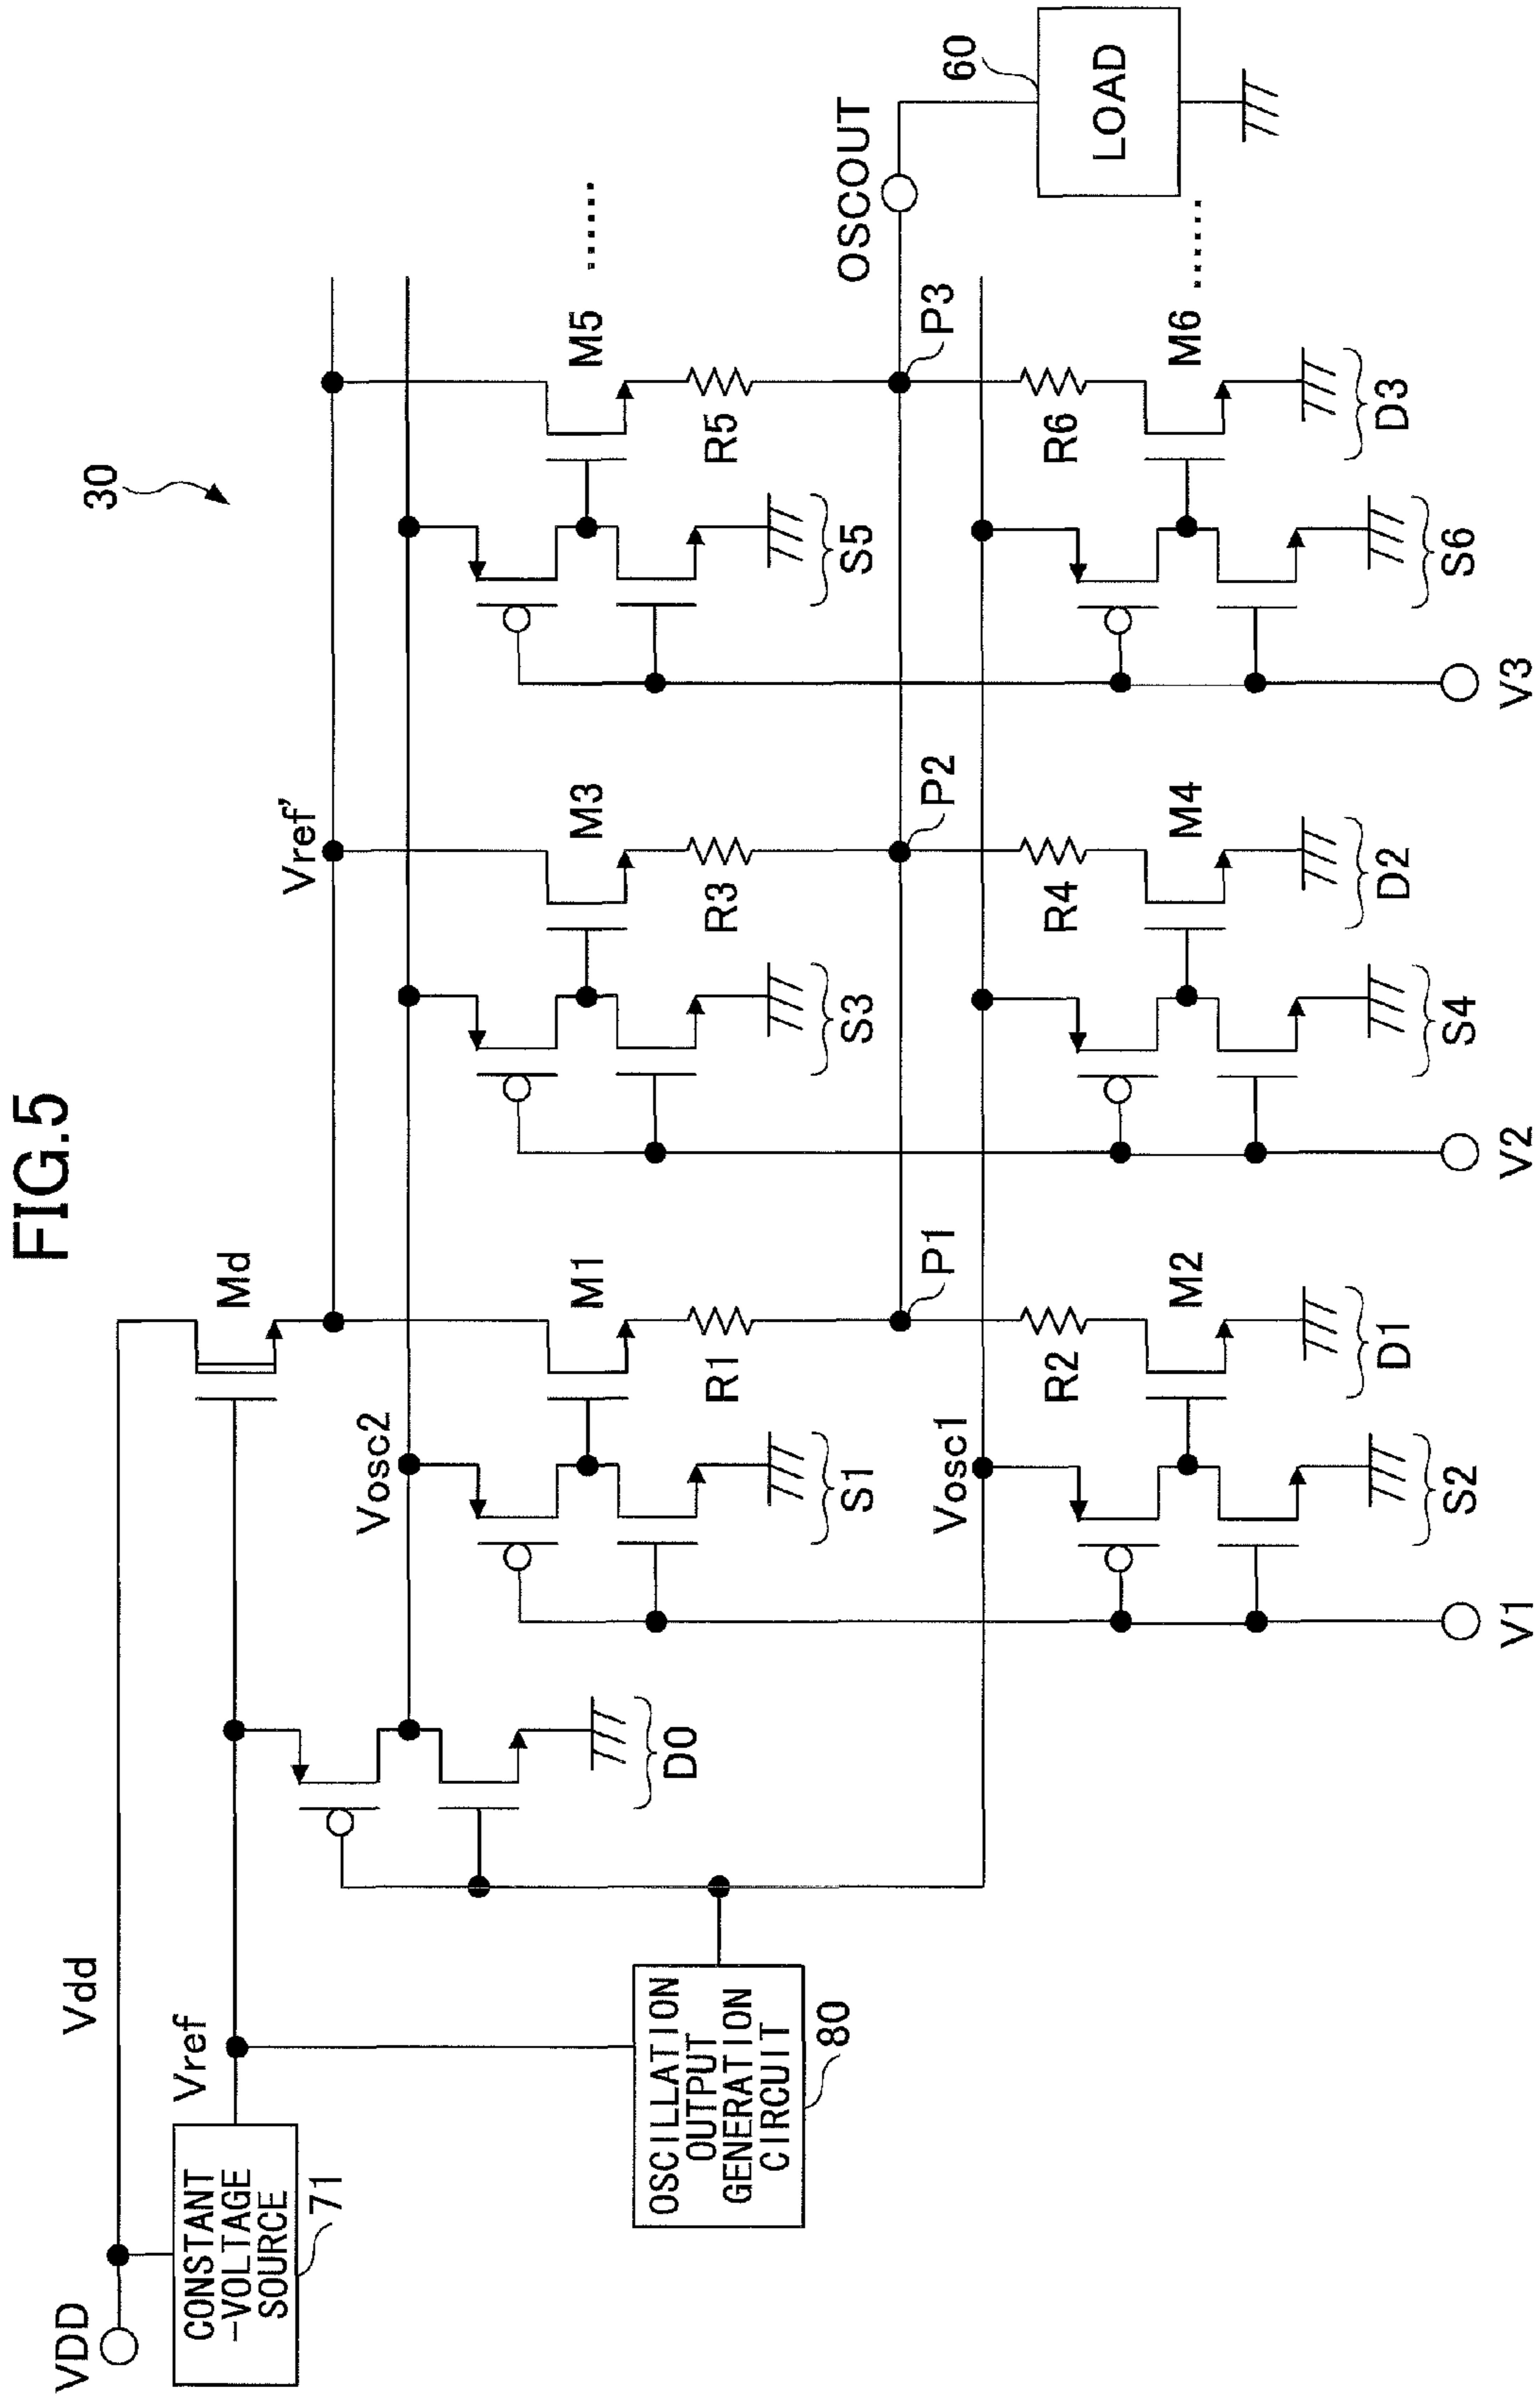 FIG.5
30
VDD
Vdd
CONSTANT
-VOLTAGE
SOURCE
71
Vref
Md
Vref'
Vosc2
D0
OSCILLATION
OUTPUT
GENERATION
CIRCUIT
80
M1
M3
M5
......
S1
R1
S3
R3
S5
R5
OSCOUT
60
LOAD
Vosc1
P1
P2
P3
R2
M2
R4
M4
R6
M6
......
S2
D1
S4
D2
S6
D3
V1
V2
V3